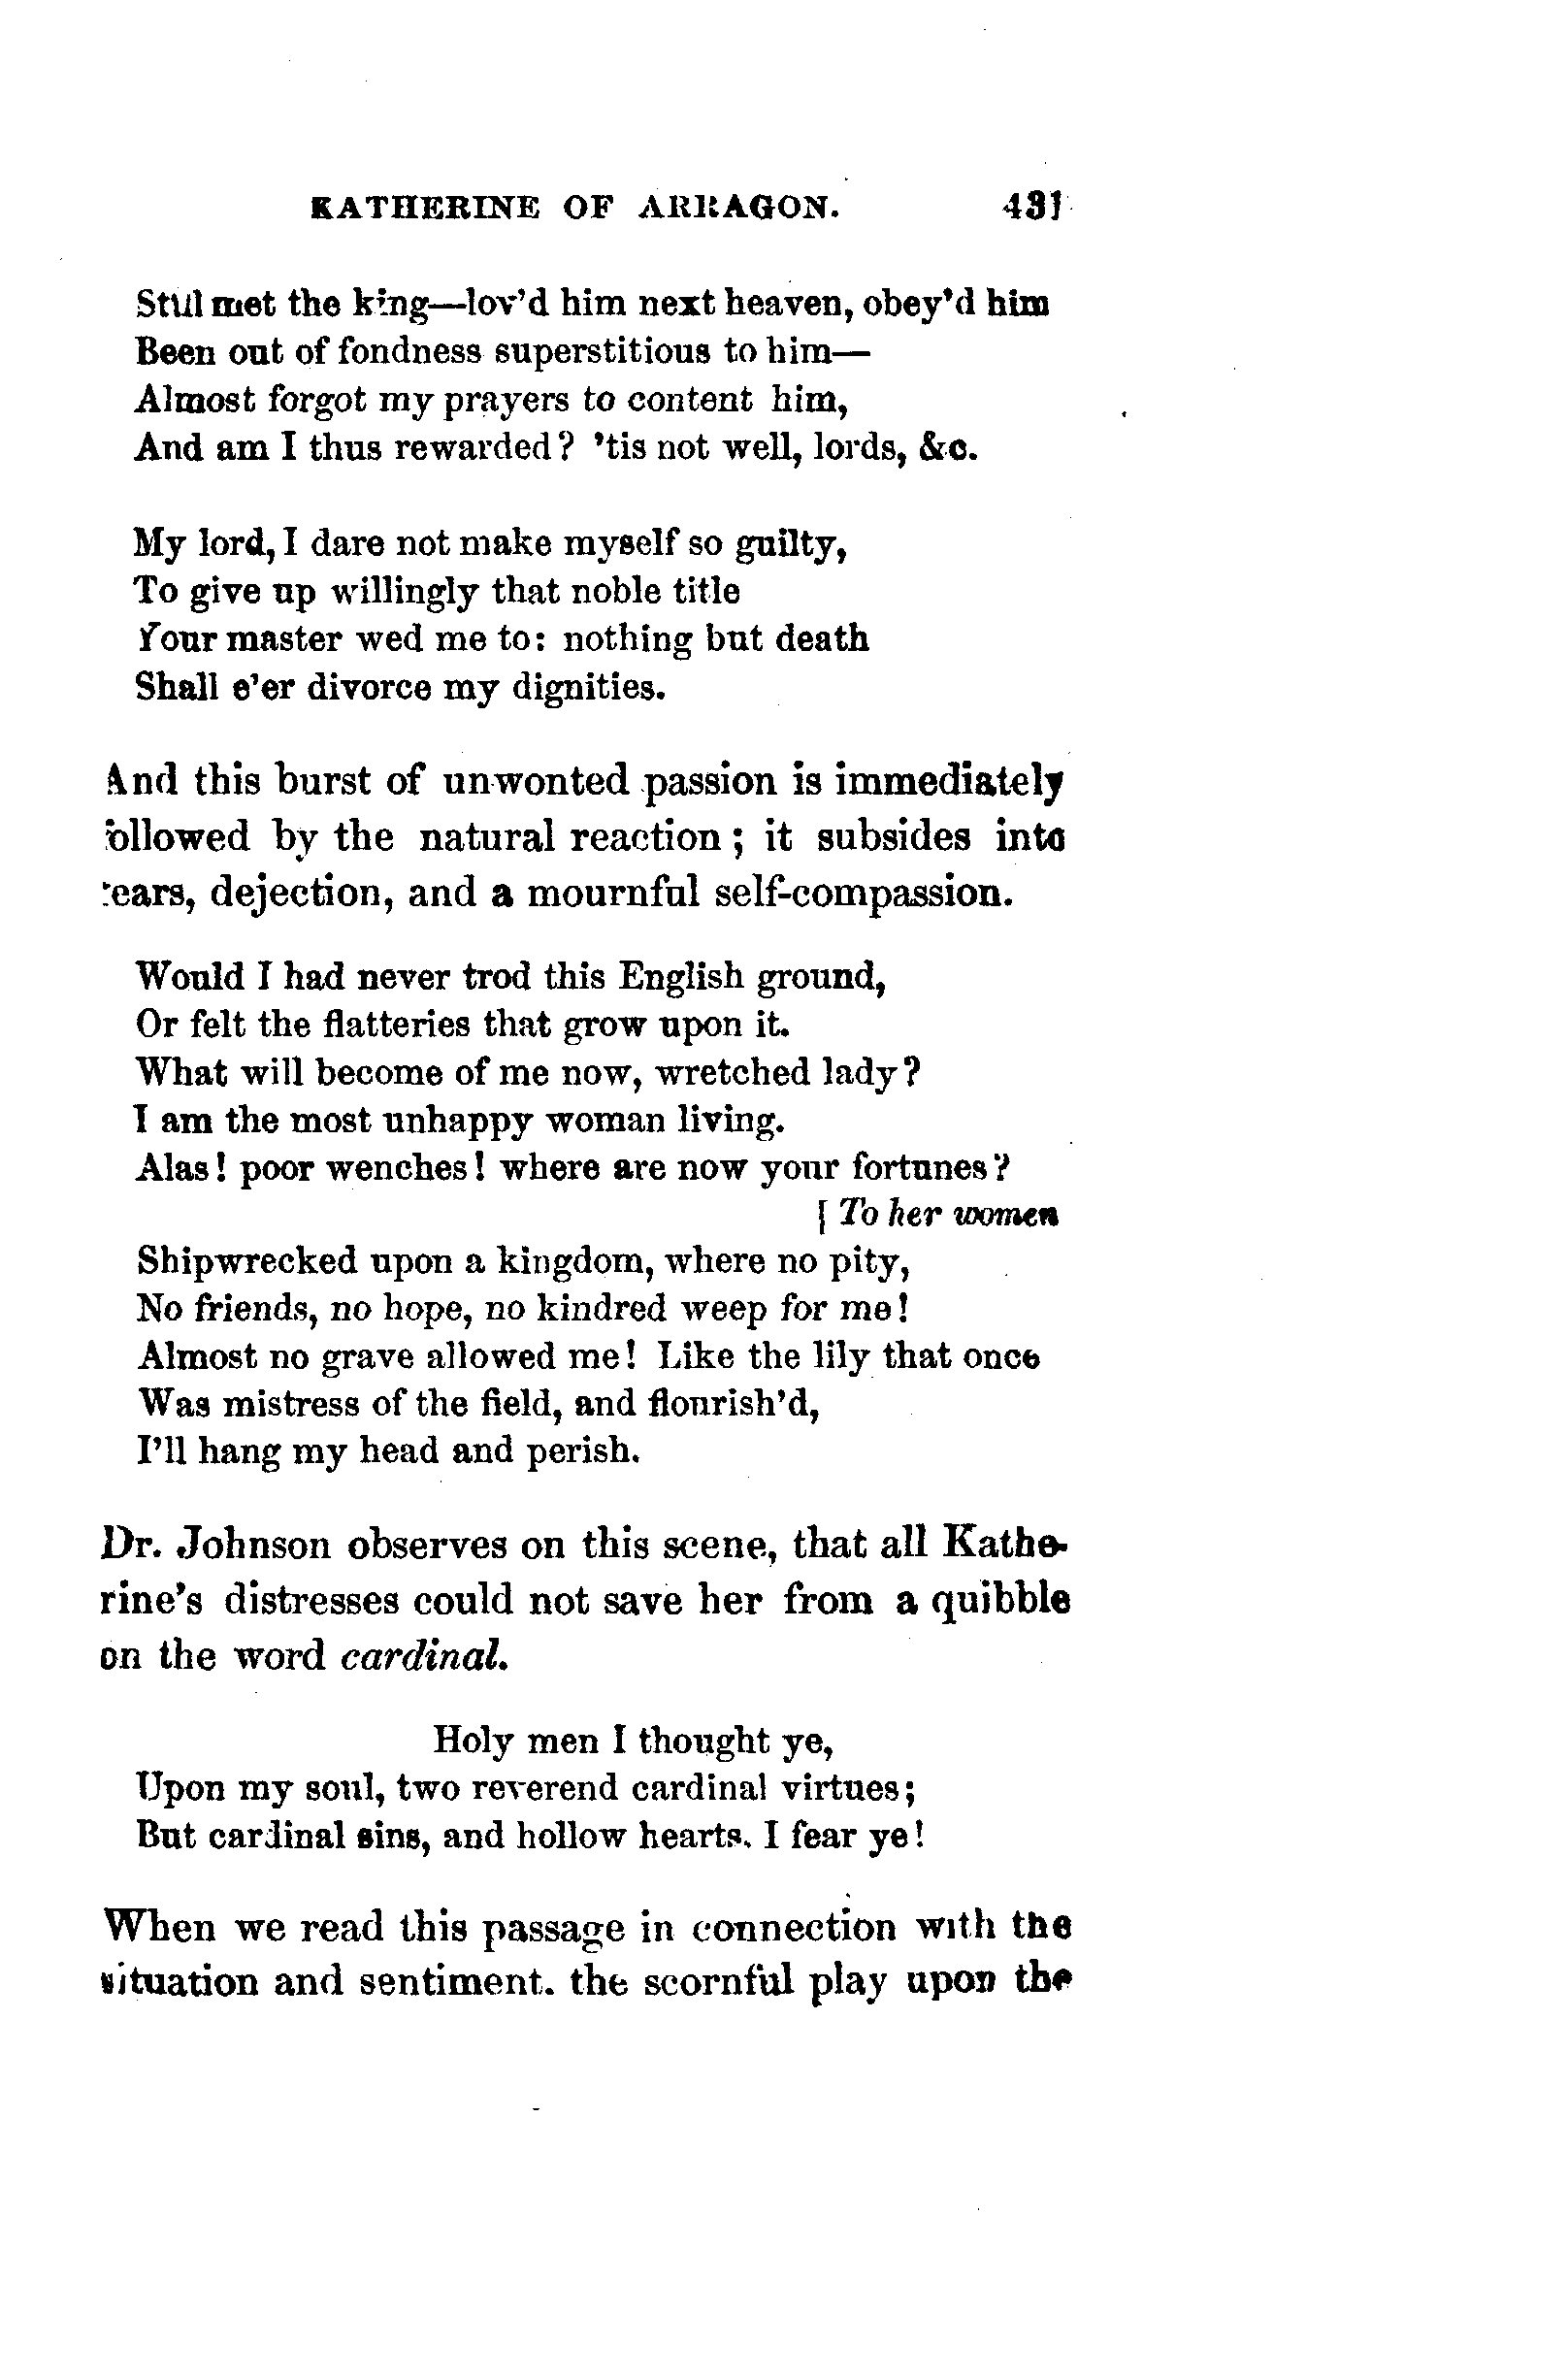 KATHERINE OF ARRAGON. 431
Still met the king—lov'd him next heaven, obey'd him
Been out of fondness superstitious to him—
Almost forgot my prayers to content him,
And am I thus rewarded? 'tis not well, lords, &c.
My lord, I dare not make myself so guilty,
To give up willingly that noble title
Your master wed me to: nothing but death
Shall e'er divorce my dignities.
And this burst of unwonted passion is immediately
followed by the natural reaction; it subsides into
tears, dejection, and a mournful self-compassion.
Would I had never trod this English ground,
Or felt the flatteries that grow upon it.
What will become of me now, wretched lady?
I am the most unhappy woman living.
Alas! poor wenches! where are now your fortunes?
[To her women
Shipwrecked upon a kingdom, where no pity,
No friends, no hope, no kindred weep for me!
Almost no grave allowed me! Like the lily that once
Was mistress of the field, and flourish'd,
I'll hang my head and perish.
Dr. Johnson observes on this scene, that all Kathe-
rine's distresses could not save her from a quibble
on the word cardinal.
Holy men I thought ye,
Upon my soul, two reverend cardinal virtues;
But cardinal sins, and hollow hearts. I fear ye!
When we read this passage in connection with the
situation and sentiment. the scornful play upon the